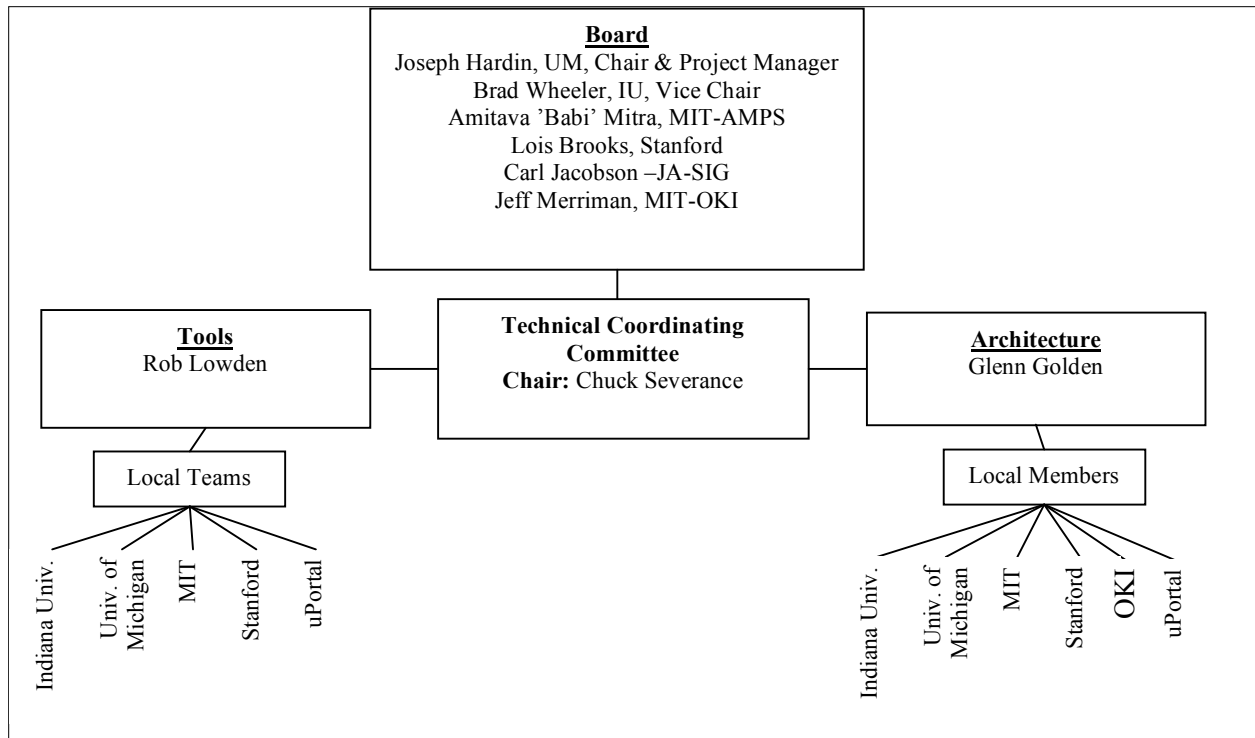 Board
Joseph Hardin, UM, Chair & Project Manager
Brad Wheeler, IU, Vice Chair
Amitava ’Babi’ Mitra, MIT-AMPS
Lois Brooks, Stanford
Carl Jacobson –JA-SIG
Jeff Merriman, MIT-OKI
Tools
Rob Lowden
Technical Coordinating
Committee
Chair: Chuck Severance
Architecture
Glenn Golden
Local Teams
Local Members
Indiana Univ.
Univ. of
Michigan
MIT
Stanford
uPortal
Indiana Univ.
Univ. of
Michigan
MIT
Stanford
OKI
uPortal